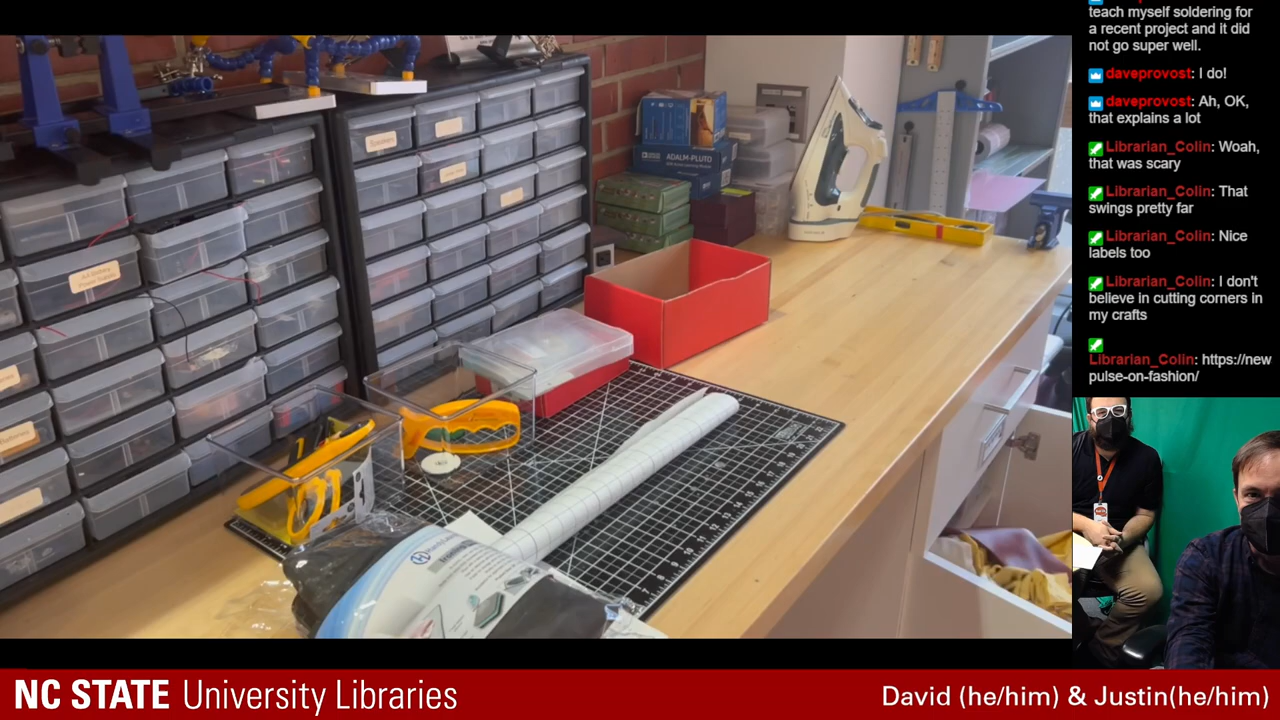 teach myself soldering for
a recent project and it did
not go super well.
daveprovost: I do!
daveprovost: Ah, OK,
that explains a lot
Librarian_Colin: Woah,
that was scary
Librarian_Colin: That
swings pretty far
Librarian_Colin: Nice
labels too
Librarian_Colin: I don't
believe in cutting corners in
my crafts
Librarian_Colin: https://new
pulse-on-fashion/
ADALM-PLUTO
NC STATE University Libraries
David (he/him) & Justin(he/him)